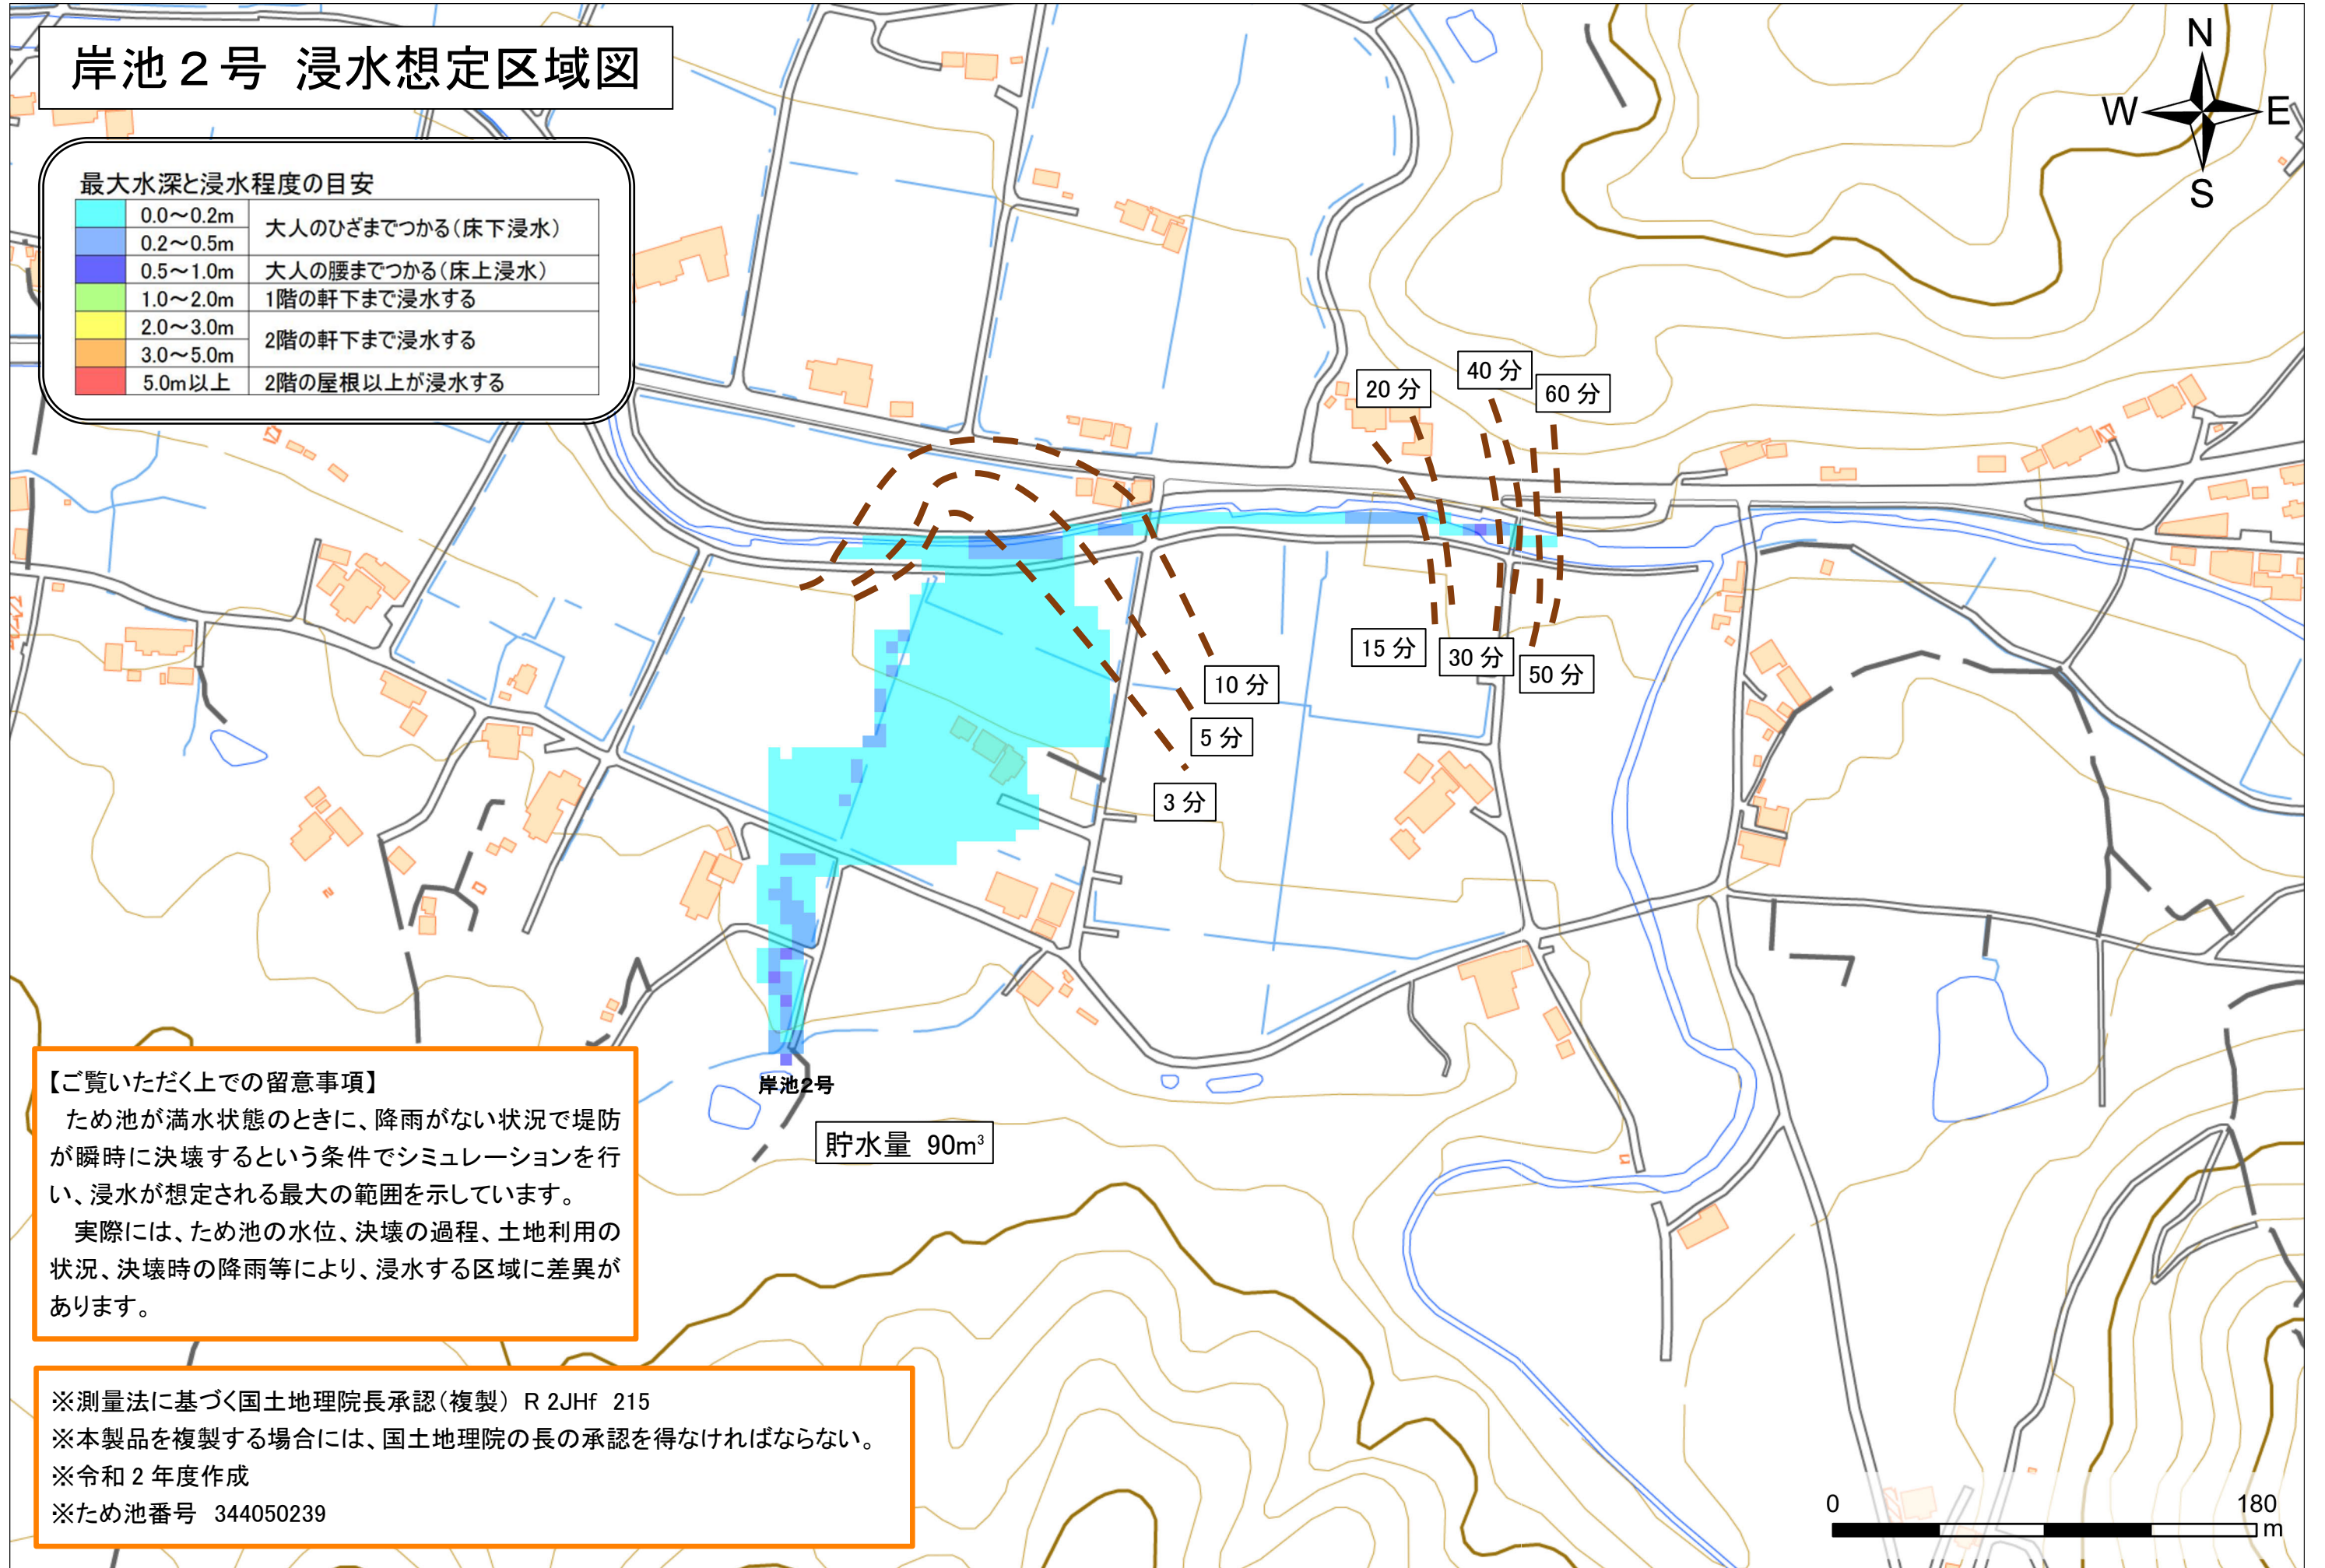 岸池２号 浸水想定区域図
N
W
E
S
最大水深と浸水程度の目安
0.0～0.2m
大人のひざまでつかる（床下浸水）
0.2～0.5m
0.5～1.0m 大人の腰までつかる（床上浸水）
1.0～2.0m 1階の軒下まで浸水する
2.0～3.0m
2階の軒下まで浸水する
3.0～5.0m
5.0m以上 2階の屋根以上が浸水する
20 分
40 分
60 分
15 分
30 分
50 分
10 分
5 分
3 分
岸池2号
貯水量 90m³
【ご覧いただく上での留意事項】
ため池が満水状態のときに、降雨がない状況で堤防
が瞬時に決壊するという条件でシミュレーションを行
い、浸水が想定される最大の範囲を示しています。
実際には、ため池の水位、決壊の過程、土地利用の
状況、決壊時の降雨等により、浸水する区域に差異が
あります。
※測量法に基づく国土地理院長承認（複製） R 2JHf 215
※本製品を複製する場合には、国土地理院の長の承認を得なければならない。
※令和 2 年度作成
※ため池番号 344050239
0 180
m